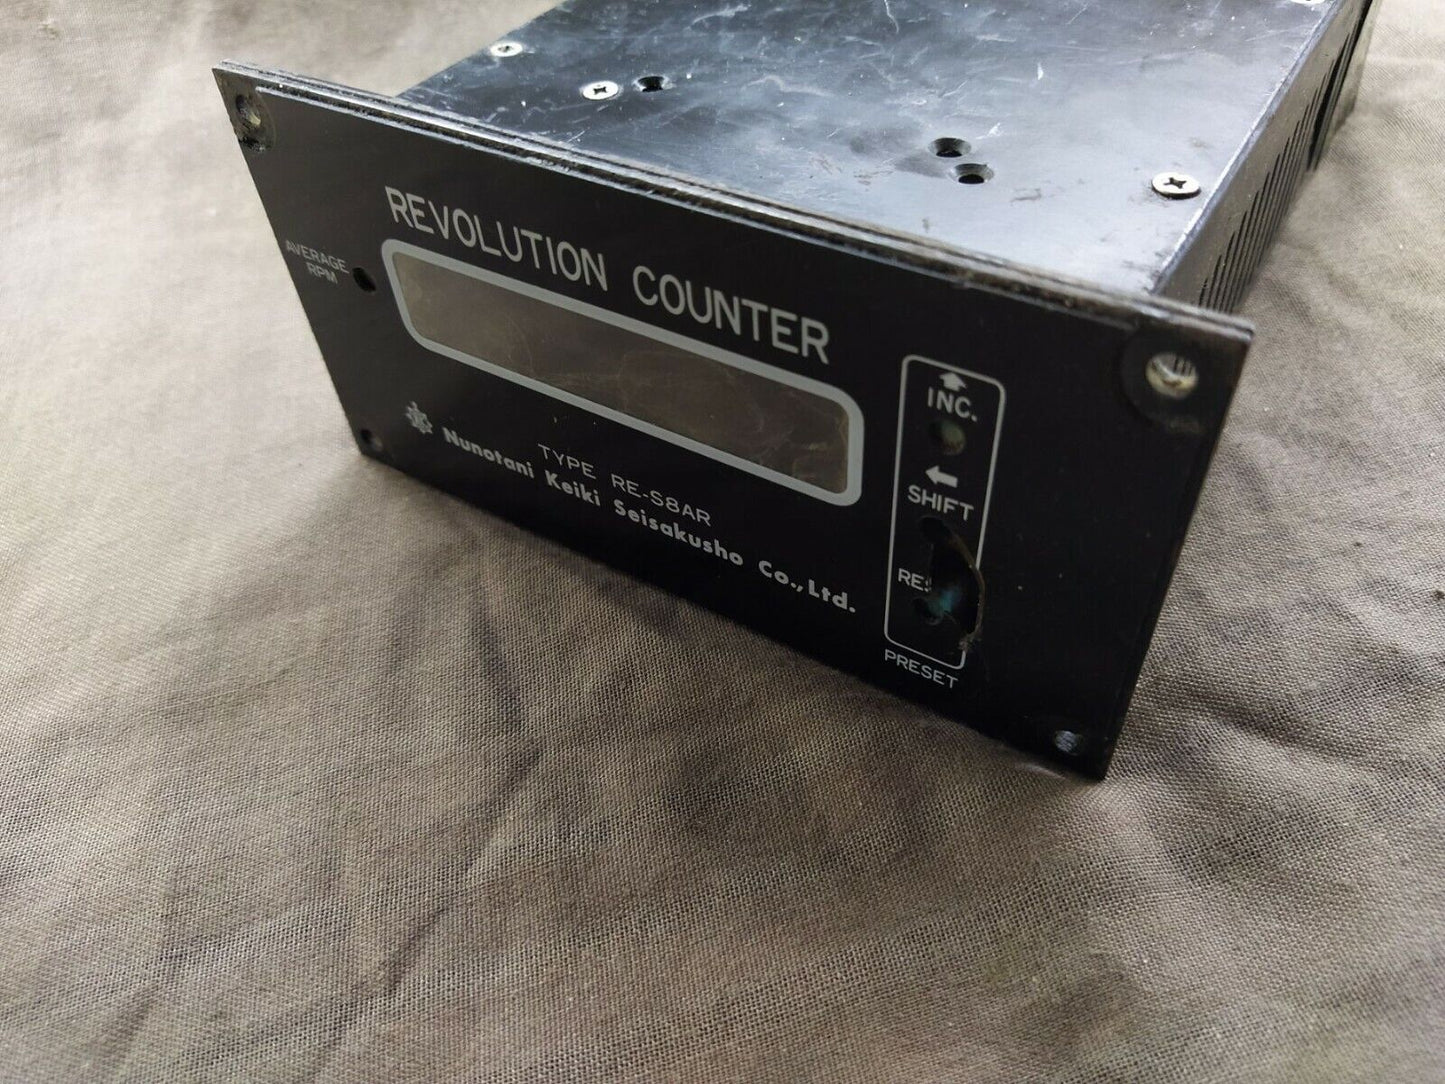 REVOLUTION COUNTER
AVERAGE
RPM
INC.
SHIFT
TYPE RE-S8AR
Nunotani Keiki Seisakusho Co.,Ltd.
PRESET